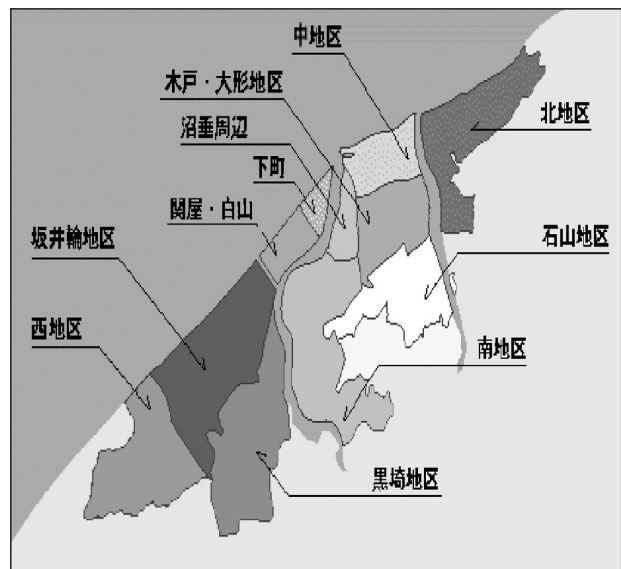 中地区
木戸・大形地区
北地区
沼垂周辺
下町
関屋・白山
坂井輪地区
石山地区
西地区
南地区
黒埼地区